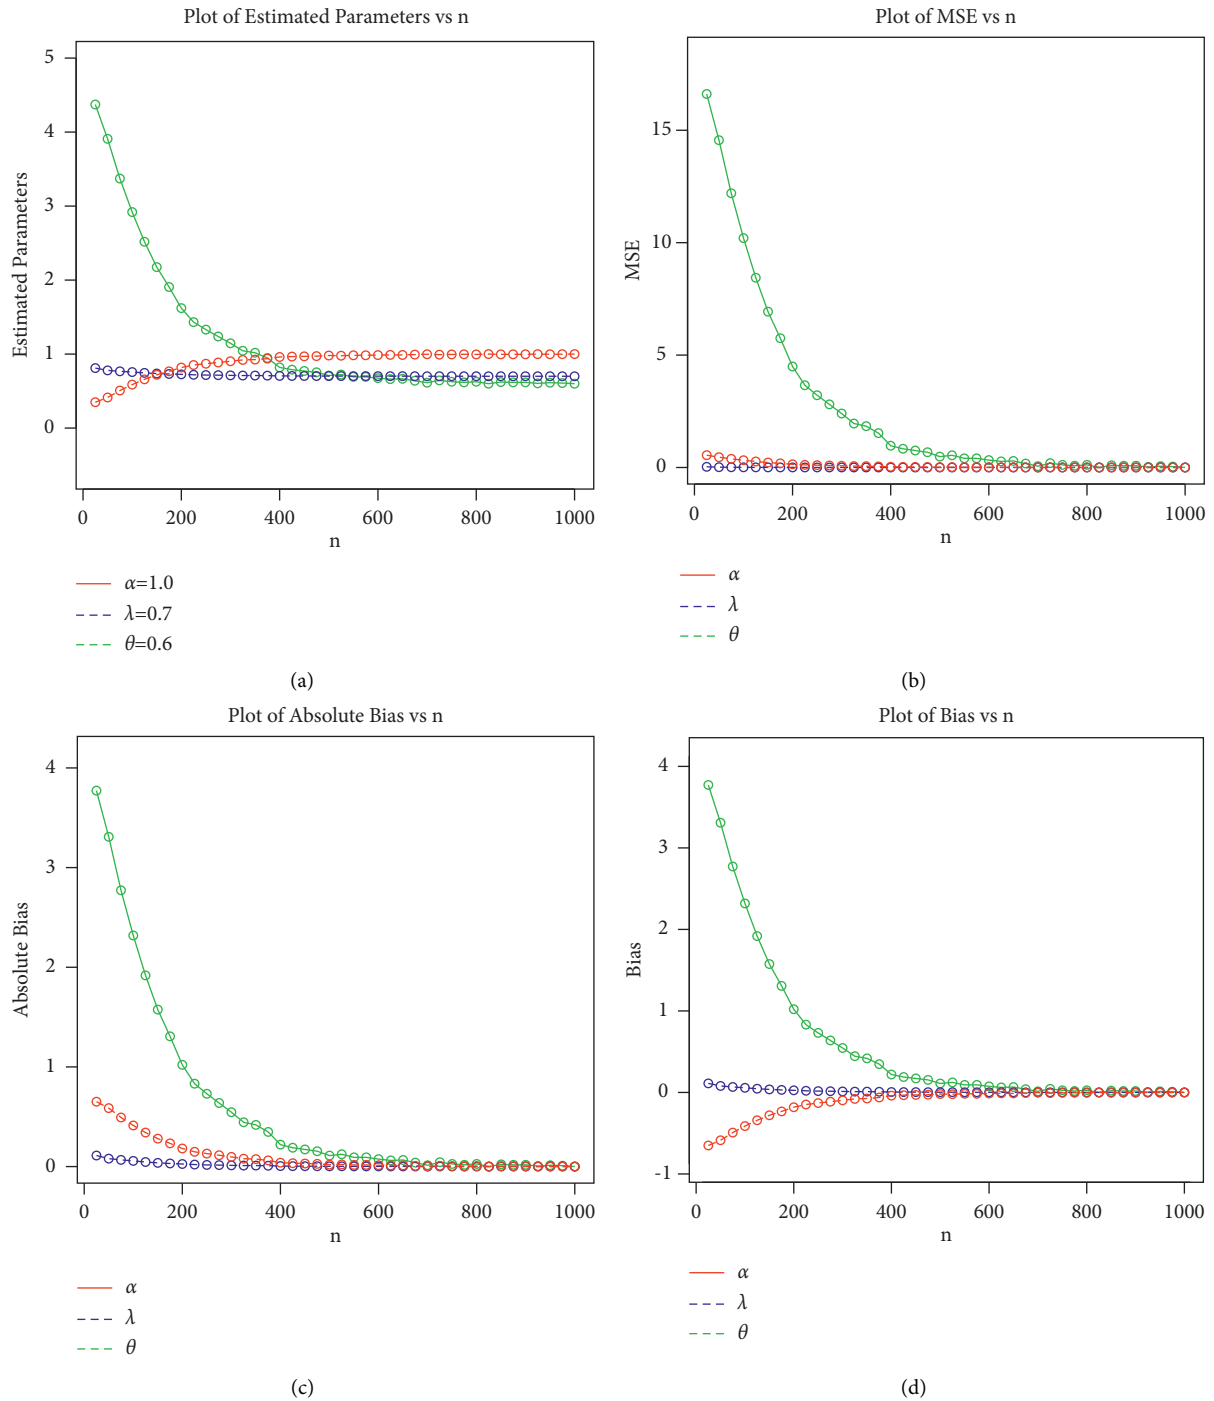 Plot of Estimated Parameters vs n
Estimated Parameters
5
4
3
2
1
0
0 200 400 600 800 1000
n
α=1.0
λ=0.7
θ=0.6
(a)
Plot of MSE vs n
MSE
15
10
5
0
0 200 400 600 800 1000
n
α
λ
θ
(b)
Plot of Absolute Bias vs n
Absolute Bias
4
3
2
1
0
0 200 400 600 800 1000
n
α
λ
θ
(c)
Plot of Bias vs n
Bias
4
3
2
1
0
-1
0 200 400 600 800 1000
n
α
λ
θ
(d)